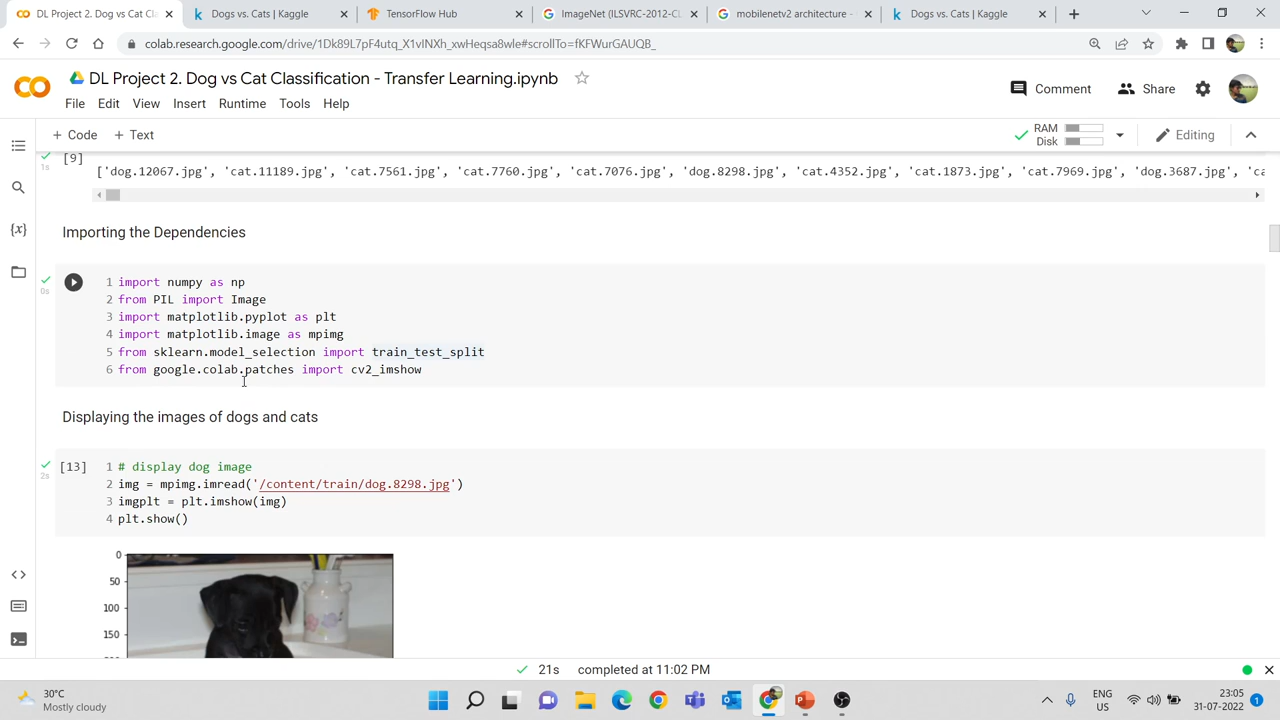 DL Project 2. Dog vs Cat Cl
Dogs vs. Cats | Kaggle
TensorFlow Hub
ImageNet (ILSVRC-2012-CL
mobilenetv2 architecture -
Dogs vs. Cats | Kaggle
colab.research.google.com/drive/1Dk89L7pF4utq_X1vINXh_xwHeqsa8wle#scrollTo=fKFWurGAUQB_
DL Project 2. Dog vs Cat Classification - Transfer Learning.ipynb
Comment
Share
File Edit View Insert Runtime Tools Help
+ Code + Text
RAM
Disk
Editing
[9]
1s
['dog.12067.jpg', 'cat.11189.jpg', 'cat.7561.jpg', 'cat.7760.jpg', 'cat.7076.jpg', 'dog.8298.jpg', 'cat.4352.jpg', 'cat.1873.jpg', 'cat.7969.jpg', 'dog.3687.jpg', 'ca
Importing the Dependencies
0s
1 import numpy as np
2 from PIL import Image
3 import matplotlib.pyplot as plt
4 import matplotlib.image as mpimg
5 from sklearn.model_selection import train_test_split
6 from google.colab.patches import cv2_imshow
Displaying the images of dogs and cats
[13]
2s
1 # display dog image
2 img = mpimg.imread('/content/train/dog.8298.jpg')
3 imgplt = plt.imshow(img)
4 plt.show()
0
50
100
150
21s completed at 11:02 PM
30°C
Mostly cloudy
ENG
US
23:05
31-07-2022
1